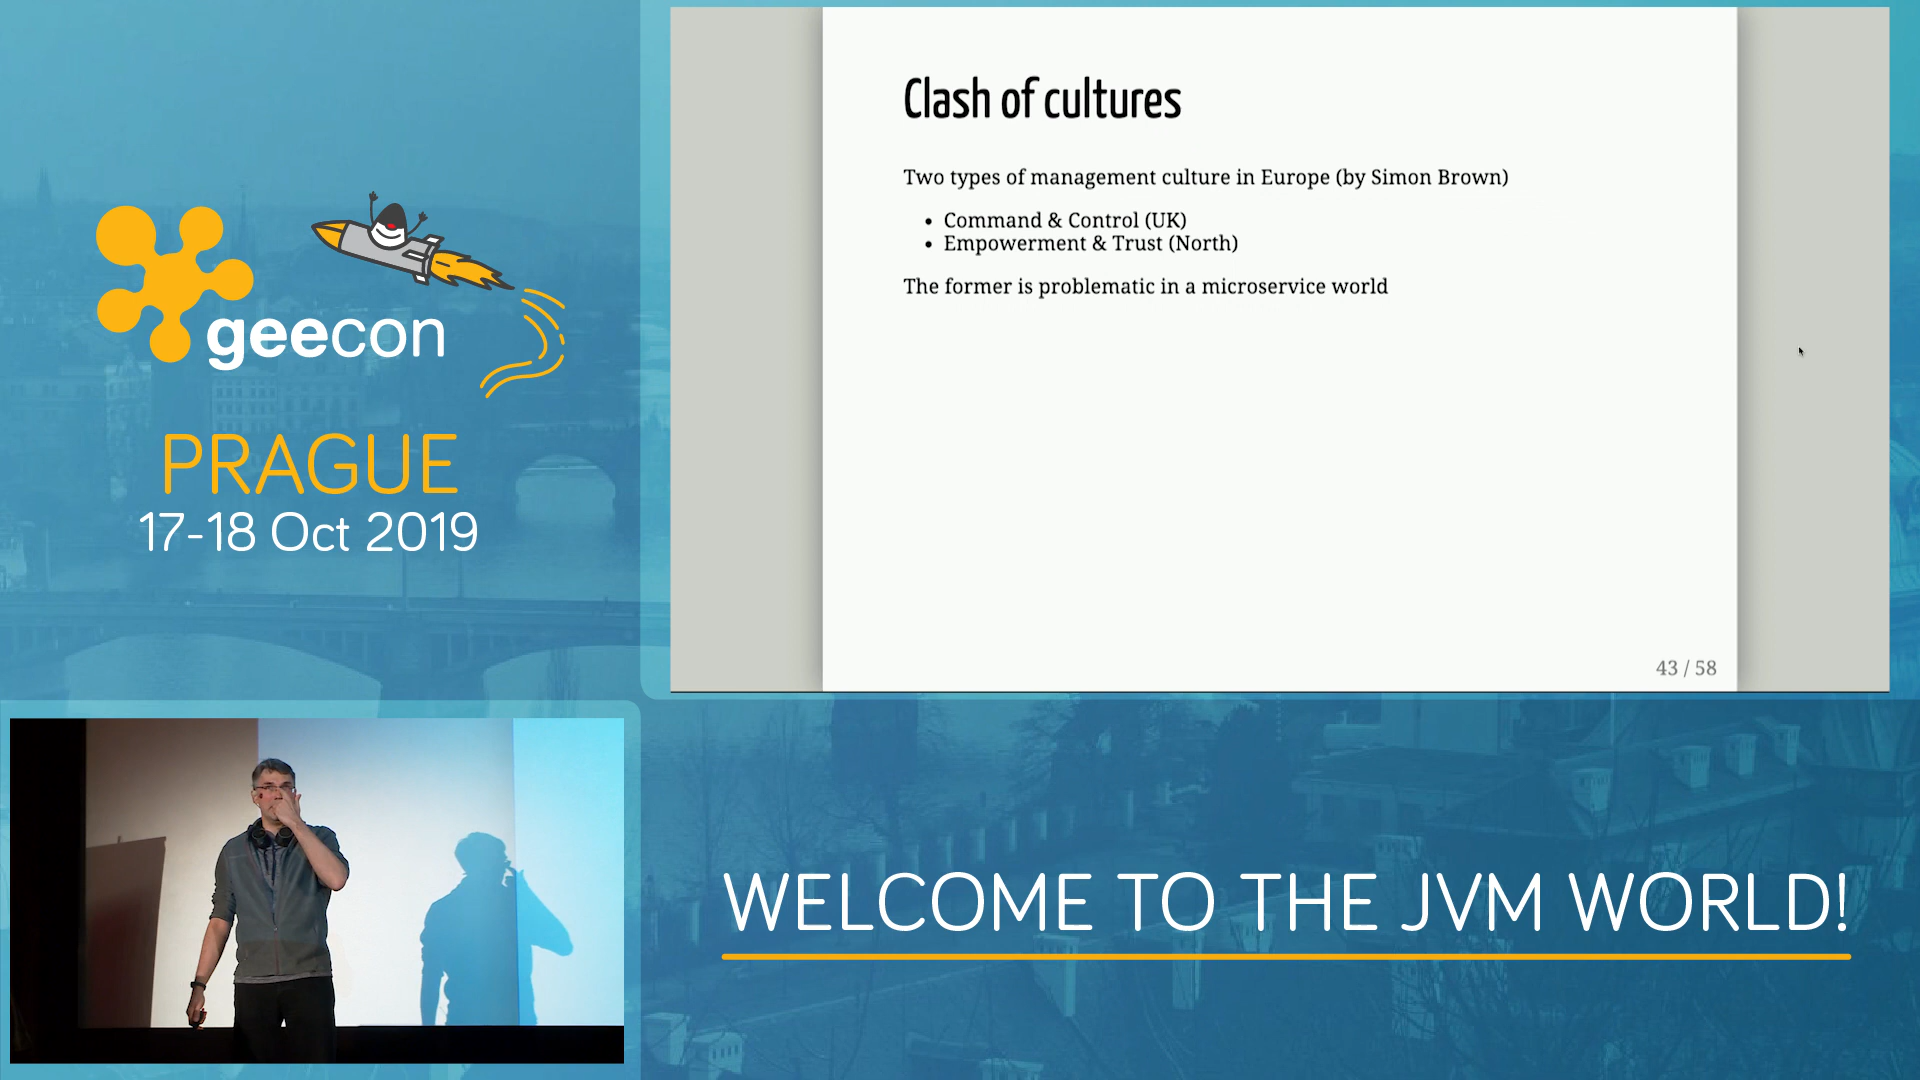 geecon
PRAGUE
17-18 Oct 2019
Clash of cultures
Two types of management culture in Europe (by Simon Brown)
• Command & Control (UK)
• Empowerment & Trust (North)
The former is problematic in a microservice world
43 / 58
WELCOME TO THE JVM WORLD!